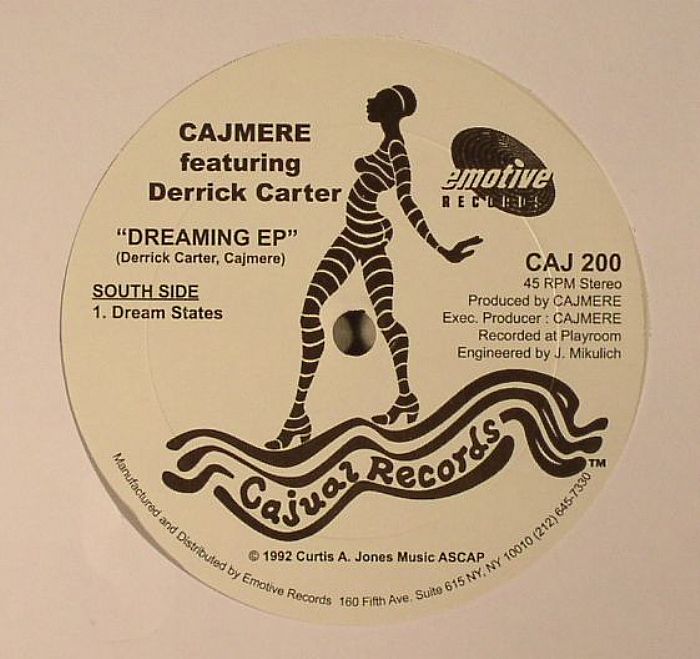 CAJMERE
featuring
Derrick Carter
"DREAMING EP"
(Derrick Carter, Cajmere)
SOUTH SIDE
1. Dream States
emotive
RECORDS
CAJ 200
45 RPM Stereo
Produced by CAJMERE
Exec. Producer : CAJMERE
Recorded at Playroom
Engineered by J. Mikulich
Cajual Records
TM
© 1992 Curtis A. Jones Music ASCAP
Manufactured and Distributed by Emotive Records 160 Fifth Ave. Suite 615 NY, NY 10010 (212) 645-7330